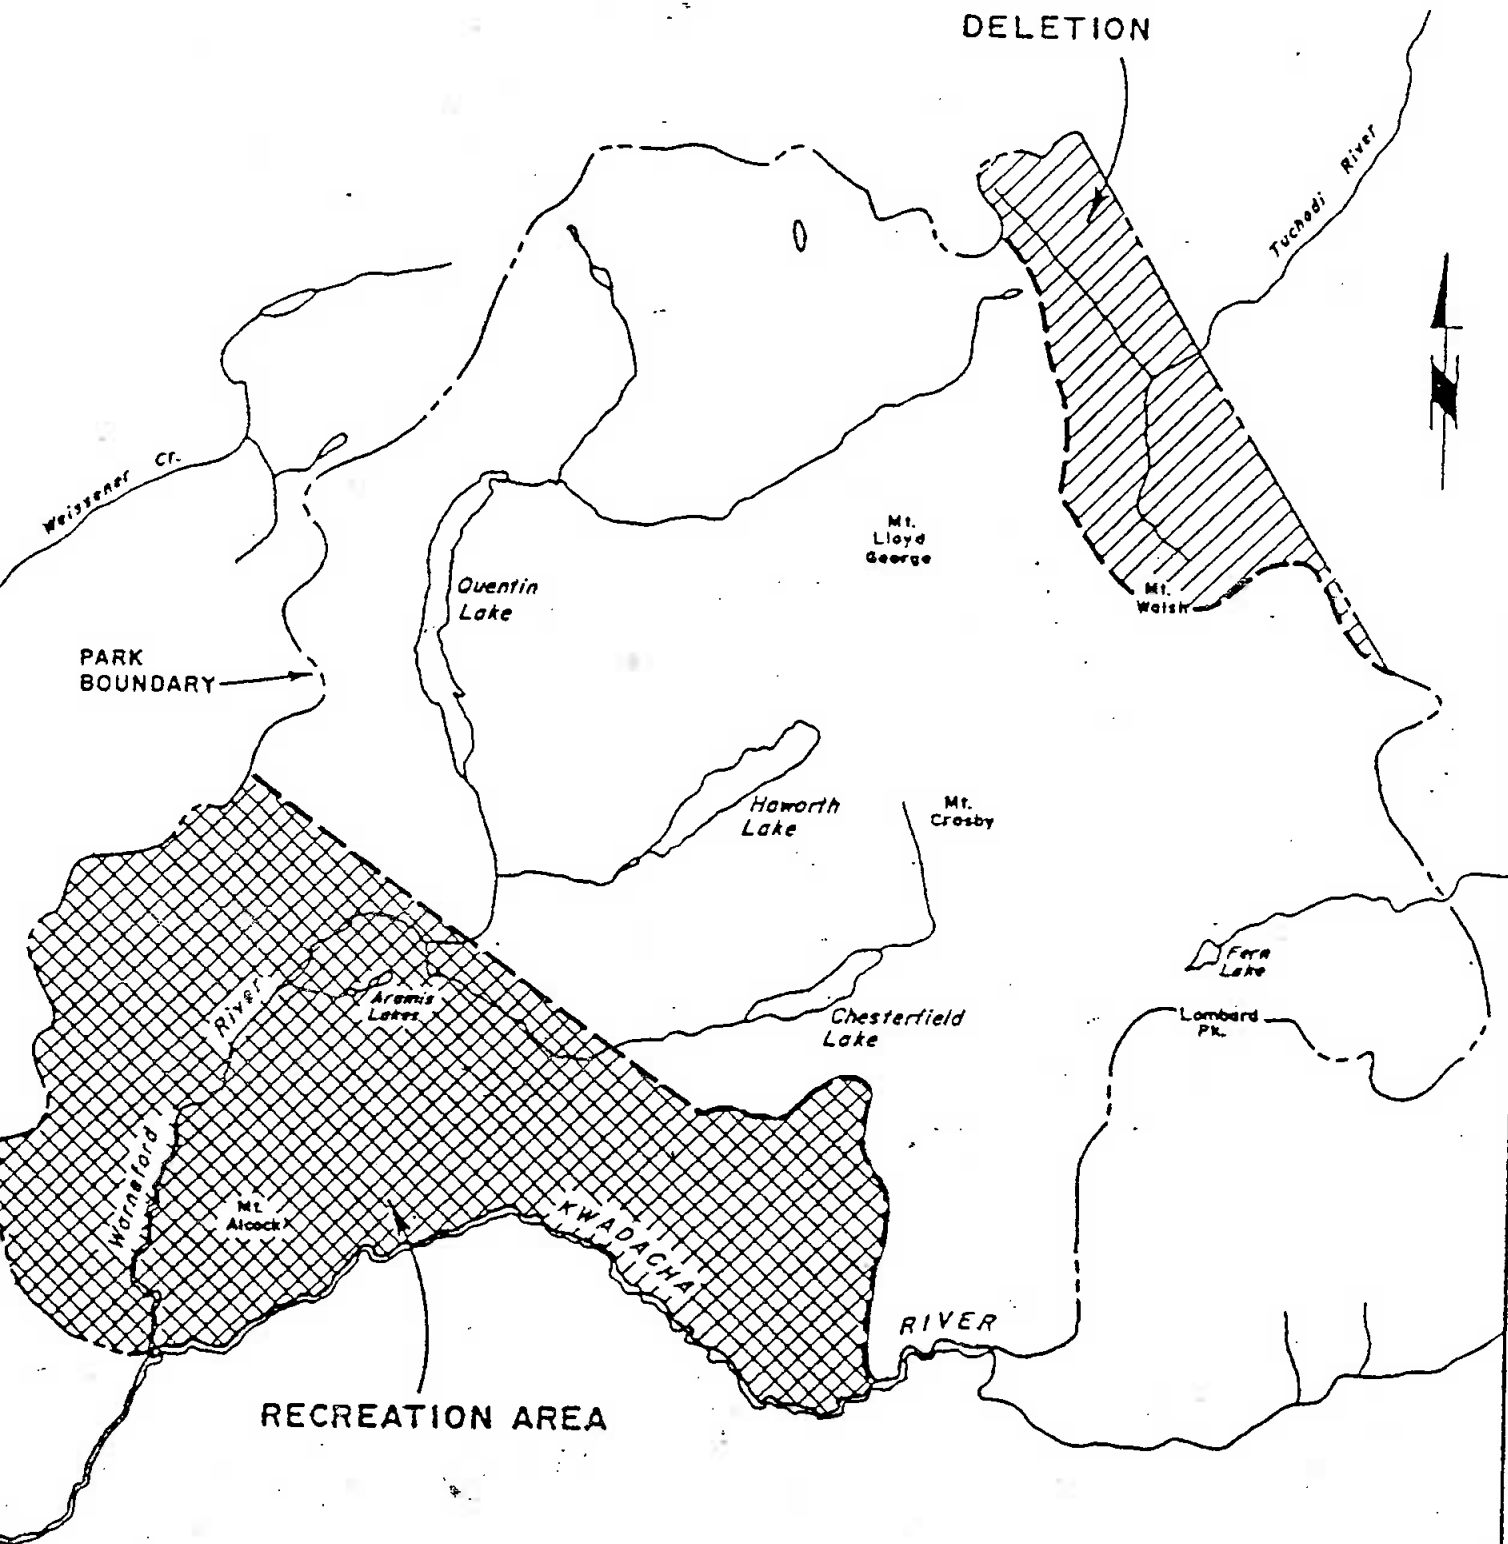 DELETION
Tuchodi River
Weissener Cr.
Mt.
Lloyd
George
Quentin
Lake
Mt.
Walsh
PARK
BOUNDARY
Haworth
Lake
Mt.
Crosby
Fern
Lake
River
Aramis
Lakes
Chesterfield
Lake
Lombard
Pk.
Warneford
Mt.
Alcock
KWADACHA
RIVER
RECREATION AREA
N